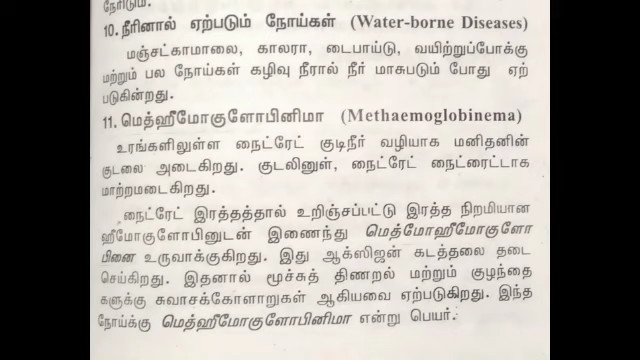 நேரிடும்.
10. நீரினால் ஏற்படும் நோய்கள் (Water-borne Diseases)
மஞ்சட்காமாலை, காலரா, டைபாய்டு, வயிற்றுப்போக்கு
மற்றும் பல நோய்கள் கழிவு நீரால் நீர் மாசுபடும் போது ஏற்
படுகின்றது.
11. மெத்ஹீமோகுளோபினிமா (Methaemoglobinema)
உரங்களிலுள்ள நைட்ரேட் குடிநீர் வழியாக மனிதனின்
குடலை அடைகிறது. குடலினுள், நைட்ரேட் நைட்ரைட்டாக
மாற்றமடைகிறது.
நைட்ரேட் இரத்தத்தால் உறிஞ்சப்பட்டு இரத்த நிறமியான
ஹீமோகுளோபினுடன் இணைந்து மெத்மோஹீமோகுளோ
பினை உருவாக்குகிறது. இது ஆக்ஸிஜன் கடத்தலை தடை
செய்கிறது. இதனால் மூச்சுத் திணறல் மற்றும் குழந்தை
களுக்கு சுவாசக்கோளாறுகள் ஆகியவை ஏற்படுகிறது. இந்த
நோய்க்கு மெத்ஹீமோகுளோபினிமா என்று பெயர்.